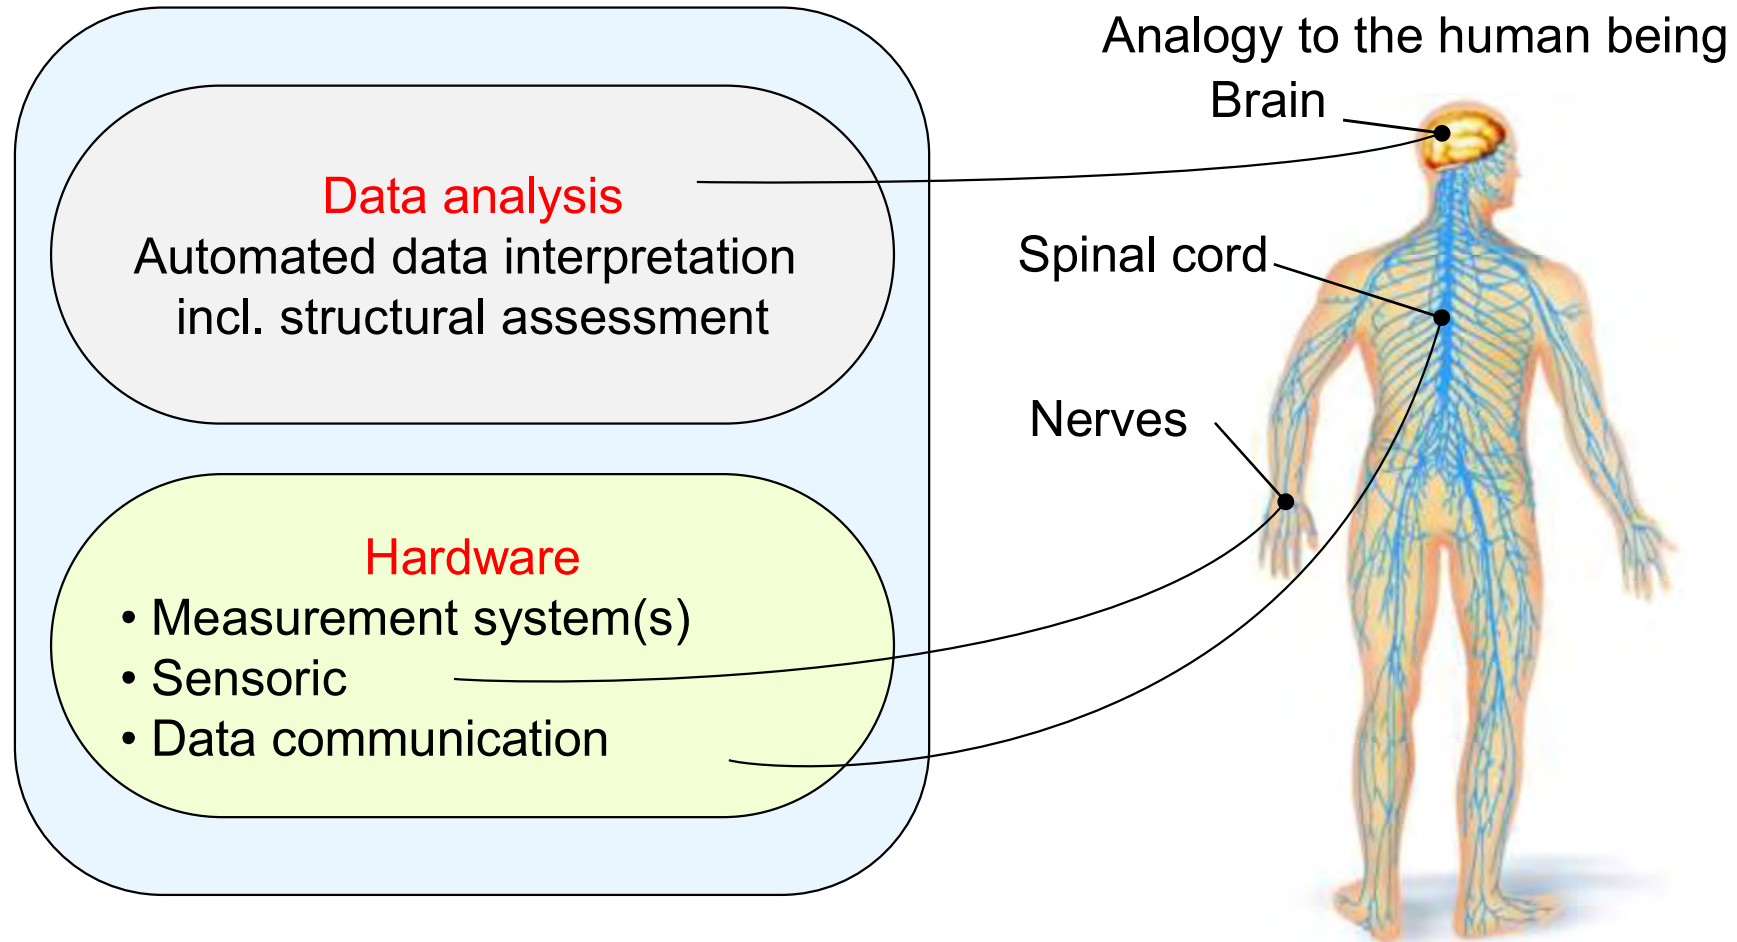 Analogy to the human being
Brain
Data analysis
Automated data interpretation
incl. structural assessment
Spinal cord
Nerves
Hardware
• Measurement system(s)
• Sensoric
• Data communication